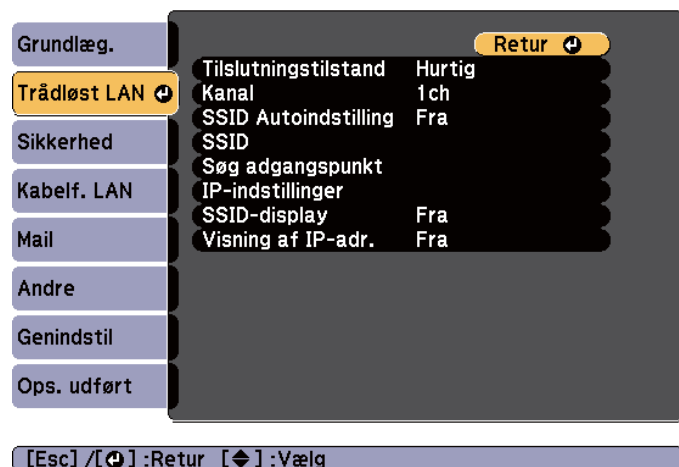 Grundlæg.
Trådløst LAN
Sikkerhed
Kabelf. LAN
Mail
Andre
Genindstil
Ops. udført
Retur
Tilslutningstilstand Hurtig
Kanal 1ch
SSID Autoindstilling Fra
SSID
Søg adgangspunkt
IP-indstillinger
SSID-display Fra
Visning af IP-adr. Fra
[Esc] /[⏎] :Retur [◆] :Vælg